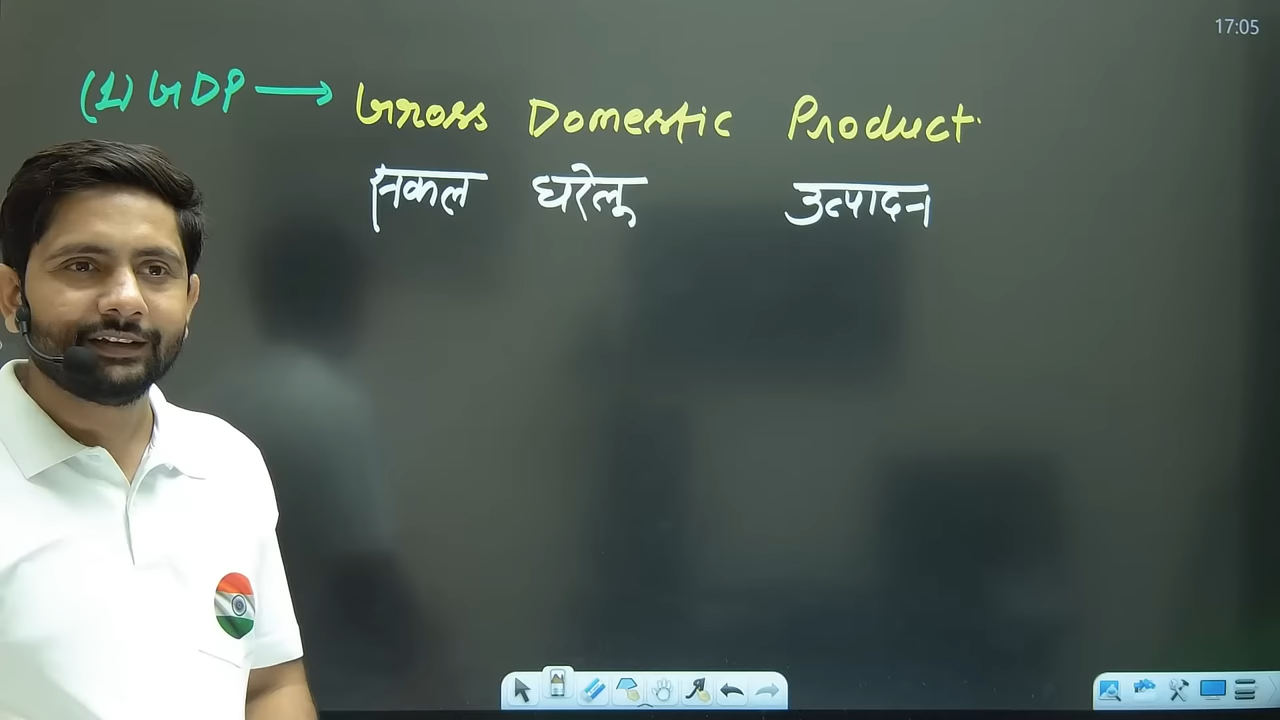 17:05
(1) GDP → Gross Domestic Product.
सकल घरेलू उत्पादन